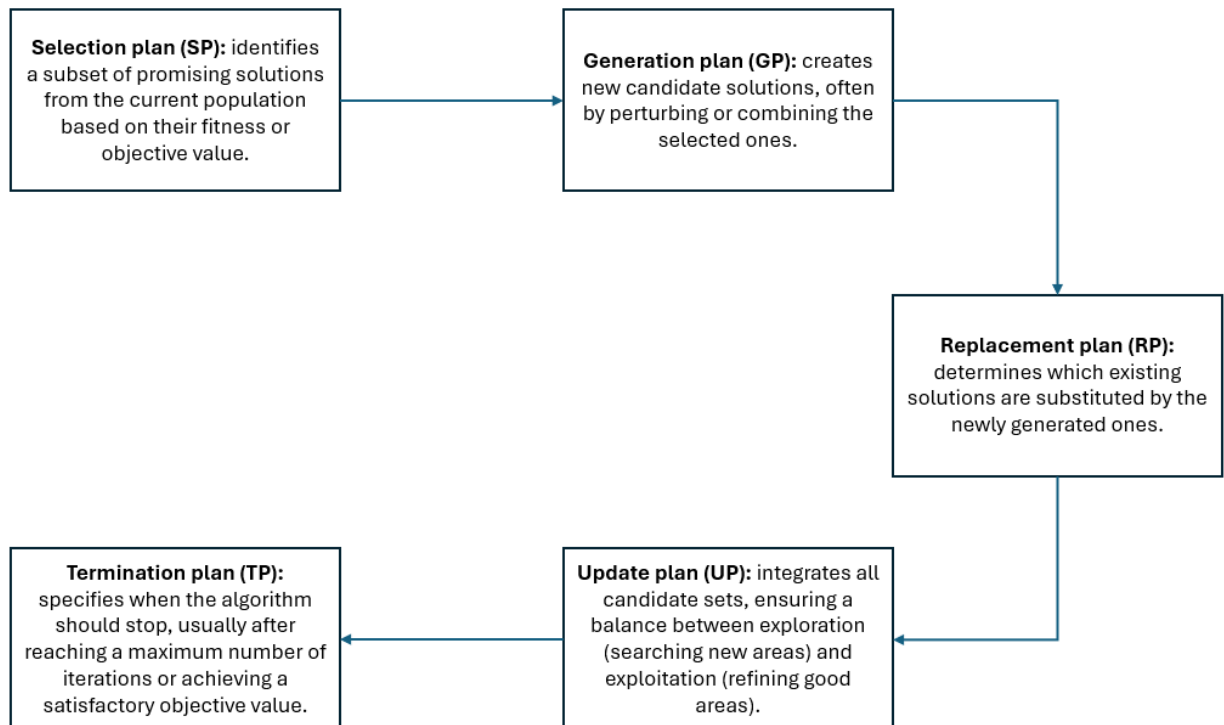 Selection plan (SP): identifies
a subset of promising solutions
from the current population
based on their fitness or
objective value.
Generation plan (GP): creates
new candidate solutions, often
by perturbing or combining the
selected ones.
Replacement plan (RP):
determines which existing
solutions are substituted by the
newly generated ones.
Update plan (UP): integrates all
candidate sets, ensuring a
balance between exploration
(searching new areas) and
exploitation (refining good
areas).
Termination plan (TP):
specifies when the algorithm
should stop, usually after
reaching a maximum number of
iterations or achieving a
satisfactory objective value.